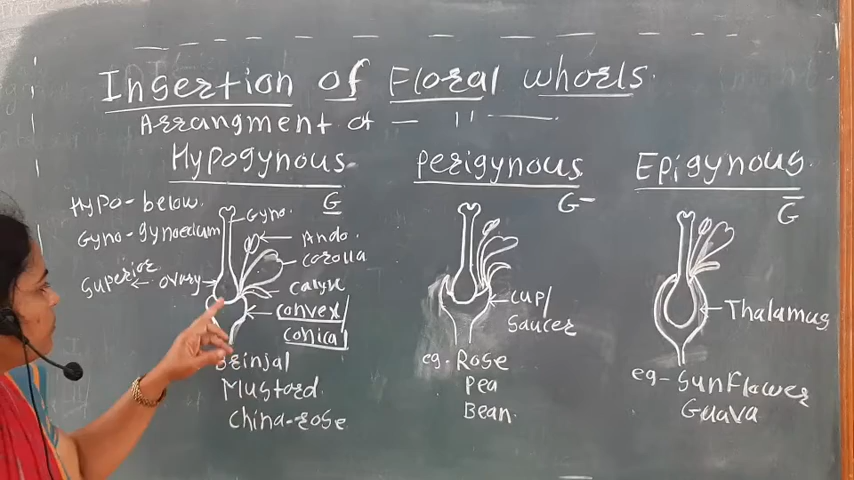 Insertion of Floral whorls
Arrangment of — " —
Hypogynous
G
Hypo - below
Gyno - gynoecium
Superior ← ovary
Gyno.
Ando.
Corolla
Calyx
Convex/
Conical
Brinjal
Mustord
China-rose
Perigynous
G-
cup/
Saucer
eg. Rose
Pea
Bean
Epigynous
G
Thalamus
eg - SunFlower
Guava